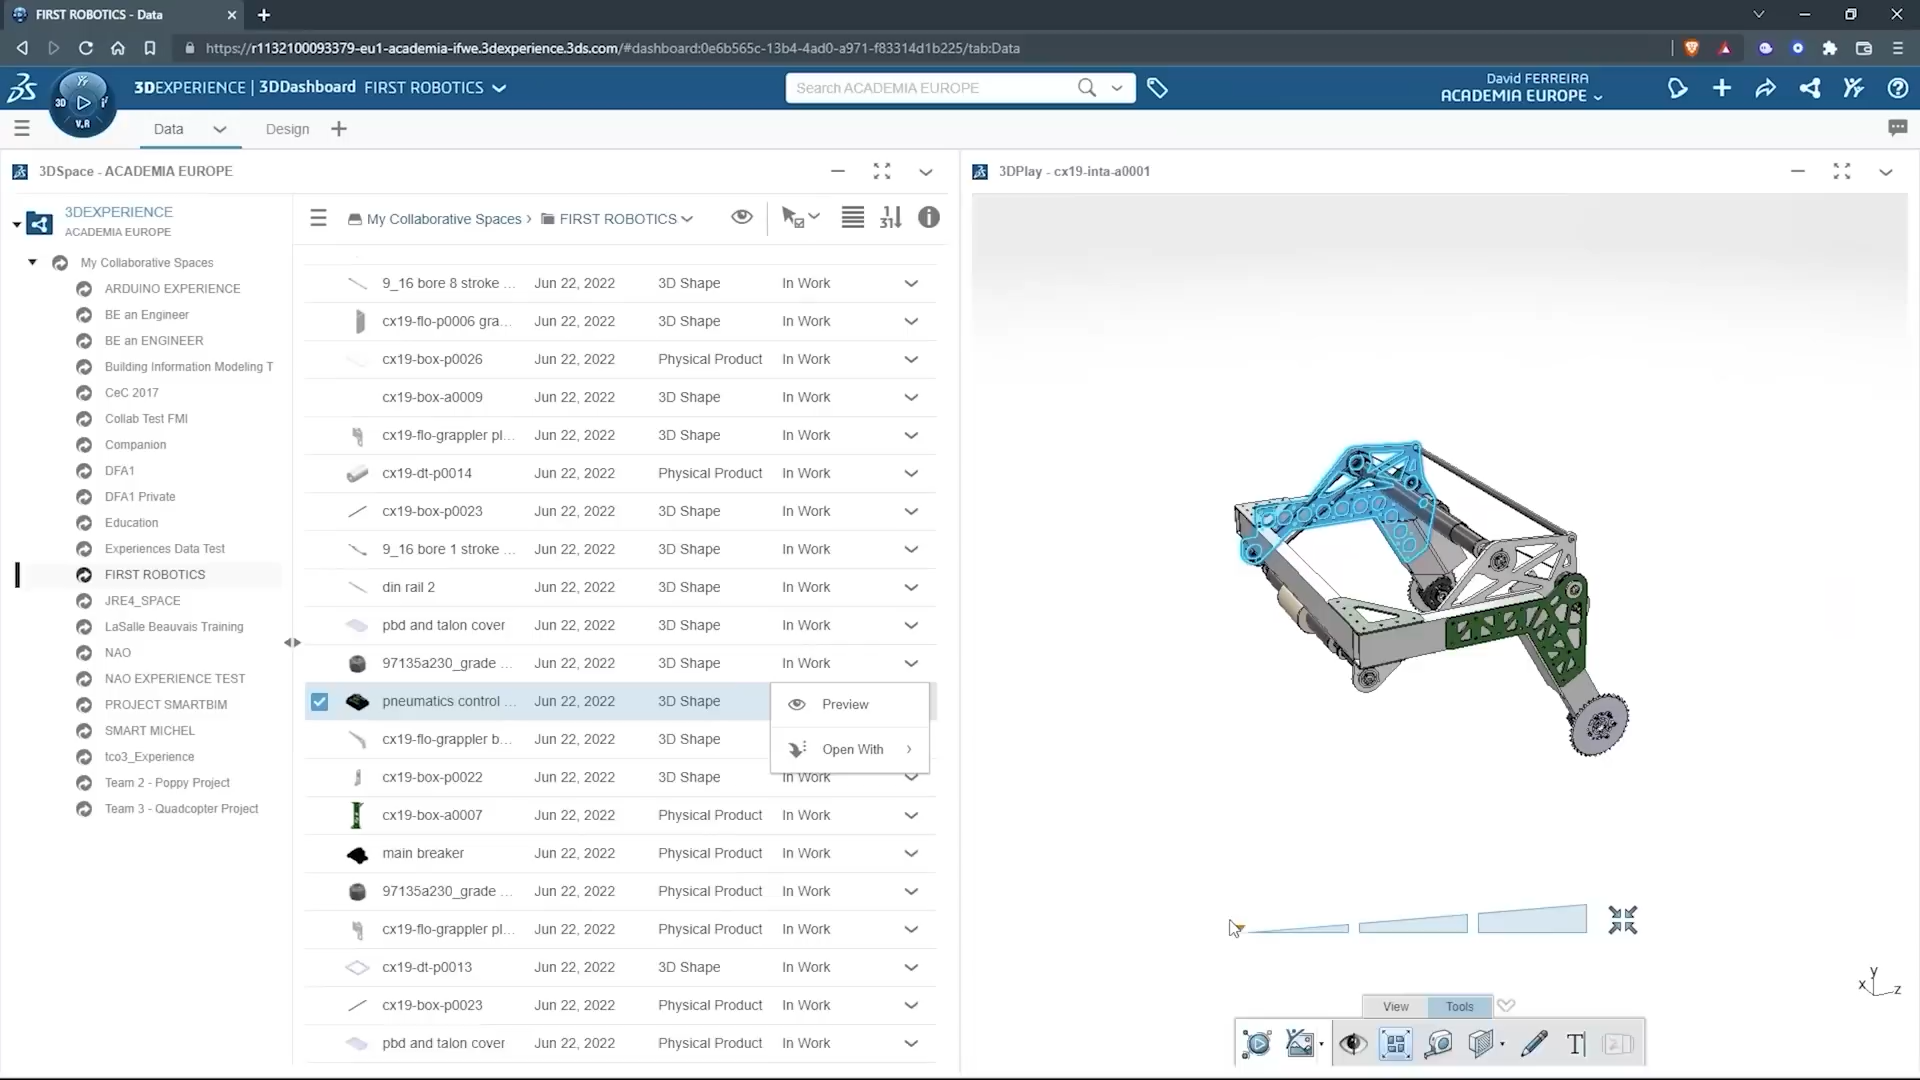 FIRST ROBOTICS - Data
https://r1132100093379-eu1-academia-ifwe.3dexperience.3ds.com/#dashboard:0e6b565c-13b4-4ad0-a971-f83314d1b225/tab:Data
3D
V.R
3DEXPERIENCE | 3DDashboard FIRST ROBOTICS
Search ACADEMIA EUROPE
David FERREIRA
ACADEMIA EUROPE
Data
Design
3DSpace - ACADEMIA EUROPE
3DEXPERIENCE
ACADEMIA EUROPE
My Collaborative Spaces
ARDUINO EXPERIENCE
BE an Engineer
BE an ENGINEER
Building Information Modeling T
CeC 2017
Collab Test FMI
Companion
DFA1
DFA1 Private
Education
Experiences Data Test
FIRST ROBOTICS
JRE4_SPACE
LaSalle Beauvais Training
NAO
NAO EXPERIENCE TEST
PROJECT SMARTBIM
SMART MICHEL
tco3_Experience
Team 2 - Poppy Project
Team 3 - Quadcopter Project
My Collaborative Spaces › FIRST ROBOTICS
9_16 bore 8 stroke ... Jun 22, 2022 3D Shape In Work
cx19-flo-p0006 gra... Jun 22, 2022 3D Shape In Work
cx19-box-p0026 Jun 22, 2022 Physical Product In Work
cx19-box-a0009 Jun 22, 2022 3D Shape In Work
cx19-flo-grappler pl... Jun 22, 2022 3D Shape In Work
cx19-dt-p0014 Jun 22, 2022 Physical Product In Work
cx19-box-p0023 Jun 22, 2022 3D Shape In Work
9_16 bore 1 stroke ... Jun 22, 2022 3D Shape In Work
din rail 2 Jun 22, 2022 3D Shape In Work
pbd and talon cover Jun 22, 2022 3D Shape In Work
97135a230_grade ... Jun 22, 2022 3D Shape In Work
pneumatics control ... Jun 22, 2022 3D Shape
Preview
Open With
cx19-flo-grappler b... Jun 22, 2022 3D Shape
cx19-box-p0022 Jun 22, 2022 3D Shape In Work
cx19-box-a0007 Jun 22, 2022 Physical Product In Work
main breaker Jun 22, 2022 Physical Product In Work
97135a230_grade ... Jun 22, 2022 Physical Product In Work
cx19-flo-grappler pl... Jun 22, 2022 Physical Product In Work
cx19-dt-p0013 Jun 22, 2022 3D Shape In Work
cx19-box-p0023 Jun 22, 2022 Physical Product In Work
pbd and talon cover Jun 22, 2022 Physical Product In Work
3DPlay - cx19-inta-a0001
y
x
z
View
Tools